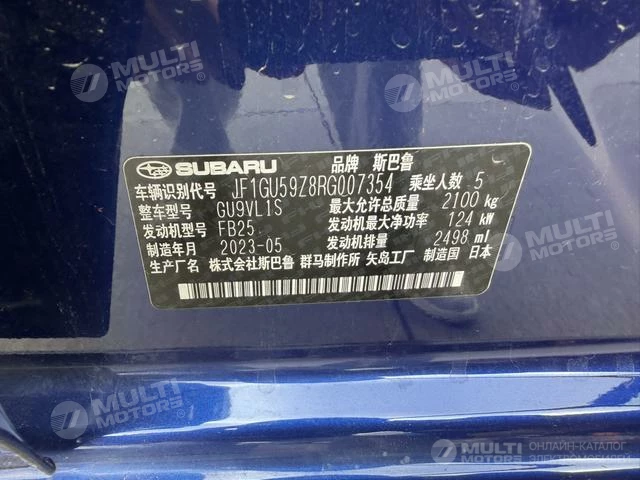 MULTI MOTORS®
MULTI MOTORS®
SUBARU 品牌 斯巴鲁
车辆识别代号 JF1GU59Z8RG007354 乘坐人数 5
整车型号 GU9VL1S 最大允许总质量 2100 kg
发动机型号 FB25 发动机最大净功率 124 kW
制造年月 2023-05 发动机排量 2498 ml
生产厂名 株式会社斯巴鲁 群马制作所 矢岛工厂 制造国 日本
MULTI MOTORS®
MULTI MOTORS®
MULTI MOTORS ОНЛАЙН-КАТАЛОГ
ЭЛЕКТРОМОБИЛЕЙ